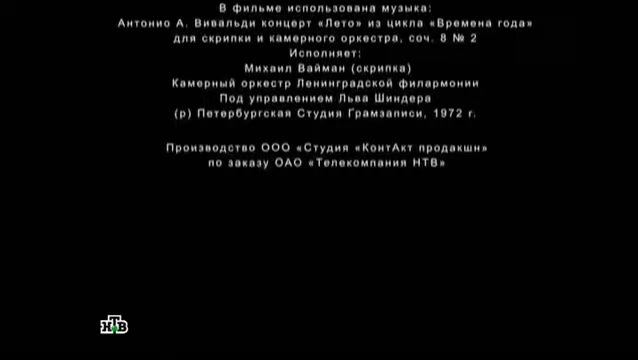 В фильме использована музыка:
Антонио А. Вивальди концерт «Лето» из цикла «Времена года»
для скрипки и камерного оркестра, соч. 8 № 2
Исполняет:
Михаил Вайман (скрипка)
Камерный оркестр Ленинградской филармонии
Под управлением Льва Шиндера
(р) Петербургская Студия Грамзаписи, 1972 г.
Производство ООО «Студия «КонтАкт продакшн»
по заказу ОАО «Телекомпания НТВ»
НТВ